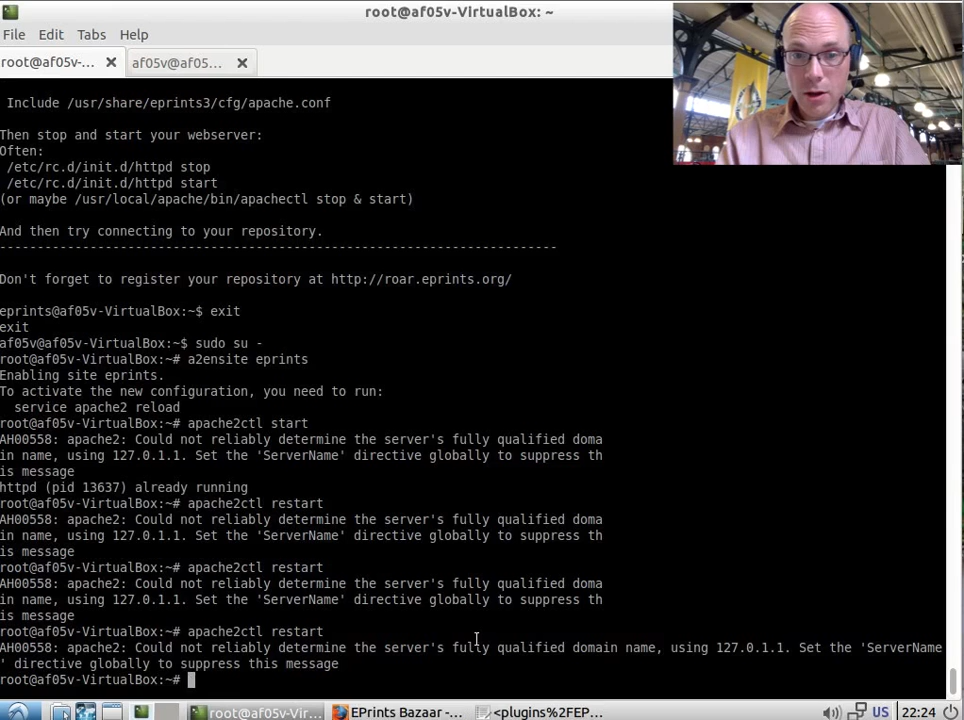 root@af05v-VirtualBox: ~
File Edit Tabs Help
root@af05v-... af05v@af05...
Include /usr/share/eprints3/cfg/apache.conf
Then stop and start your webserver:
Often:
/etc/rc.d/init.d/httpd stop
/etc/rc.d/init.d/httpd start
(or maybe /usr/local/apache/bin/apachectl stop & start)
And then try connecting to your repository.
------------------------------------------------------------------------
Don't forget to register your repository at http://roar.eprints.org/
eprints@af05v-VirtualBox:~$ exit
exit
af05v@af05v-VirtualBox:~$ sudo su -
root@af05v-VirtualBox:~# a2ensite eprints
Enabling site eprints.
To activate the new configuration, you need to run:
service apache2 reload
root@af05v-VirtualBox:~# apache2ctl start
AH00558: apache2: Could not reliably determine the server's fully qualified doma
in name, using 127.0.1.1. Set the 'ServerName' directive globally to suppress th
is message
httpd (pid 13637) already running
root@af05v-VirtualBox:~# apache2ctl restart
AH00558: apache2: Could not reliably determine the server's fully qualified doma
in name, using 127.0.1.1. Set the 'ServerName' directive globally to suppress th
is message
root@af05v-VirtualBox:~# apache2ctl restart
AH00558: apache2: Could not reliably determine the server's fully qualified doma
in name, using 127.0.1.1. Set the 'ServerName' directive globally to suppress th
is message
root@af05v-VirtualBox:~# apache2ctl restart
AH00558: apache2: Could not reliably determine the server's fully qualified domain name, using 127.0.1.1. Set the 'ServerName
' directive globally to suppress this message
root@af05v-VirtualBox:~#
root@af05v-Vir... EPrints Bazaar -... <plugins%2FEP... US 22:24